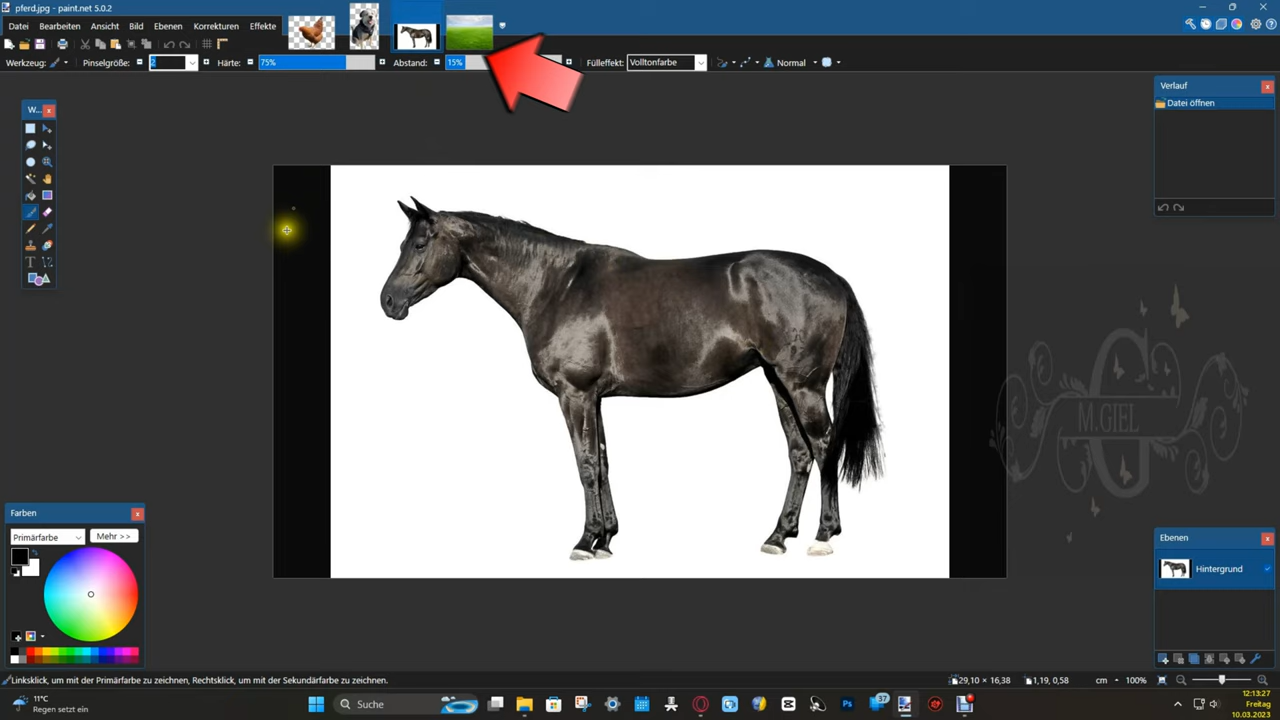 pferd.jpg - paint.net 5.0.2
Datei Bearbeiten Ansicht Bild Ebenen Korrekturen Effekte
Werkzeug: Pinselgröße: 2 Härte: 75% Abstand: 15% Fülleffekt: Volltonfarbe Normal
W...
Verlauf
Datei öffnen
M.GIEL
Farben
Primärfarbe Mehr >>
Ebenen
Hintergrund
Linksklick, um mit der Primärfarbe zu zeichnen, Rechtsklick, um mit der Sekundärfarbe zu zeichnen.
29,10 × 16,38 1,19, 0,58 cm 100%
11°C
Regen setzt ein
Suche
Ps
37
12:13:27
Freitag
10.03.2023